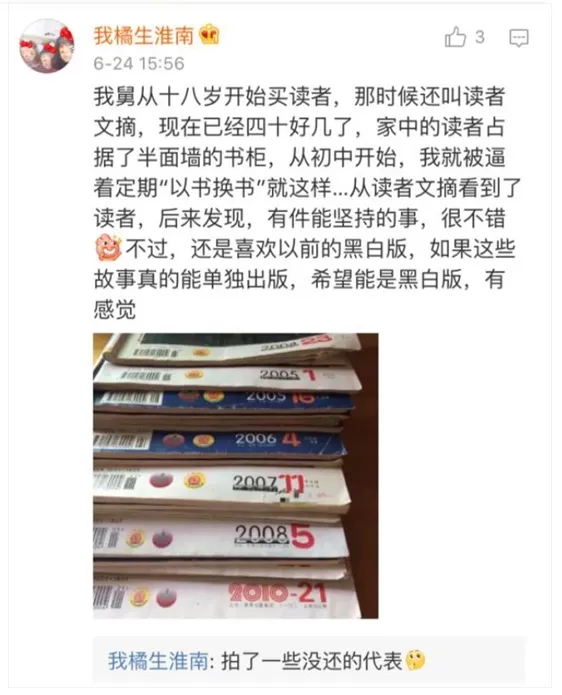 我橘生淮南
3
6-24 15:56
我舅从十八岁开始买读者，那时候还叫读者
文摘，现在已经四十好几了，家中的读者占
据了半面墙的书柜，从初中开始，我就被逼
着定期“以书换书”就这样...从读者文摘看到了
读者，后来发现，有件能坚持的事，很不错
不过，还是喜欢以前的黑白版，如果这些
故事真的能单独出版，希望能是黑白版，有
感觉
2005 1
2005 16
2006 4
2007 11
2008 5
2010-21
我橘生淮南: 拍了一些没还的代表